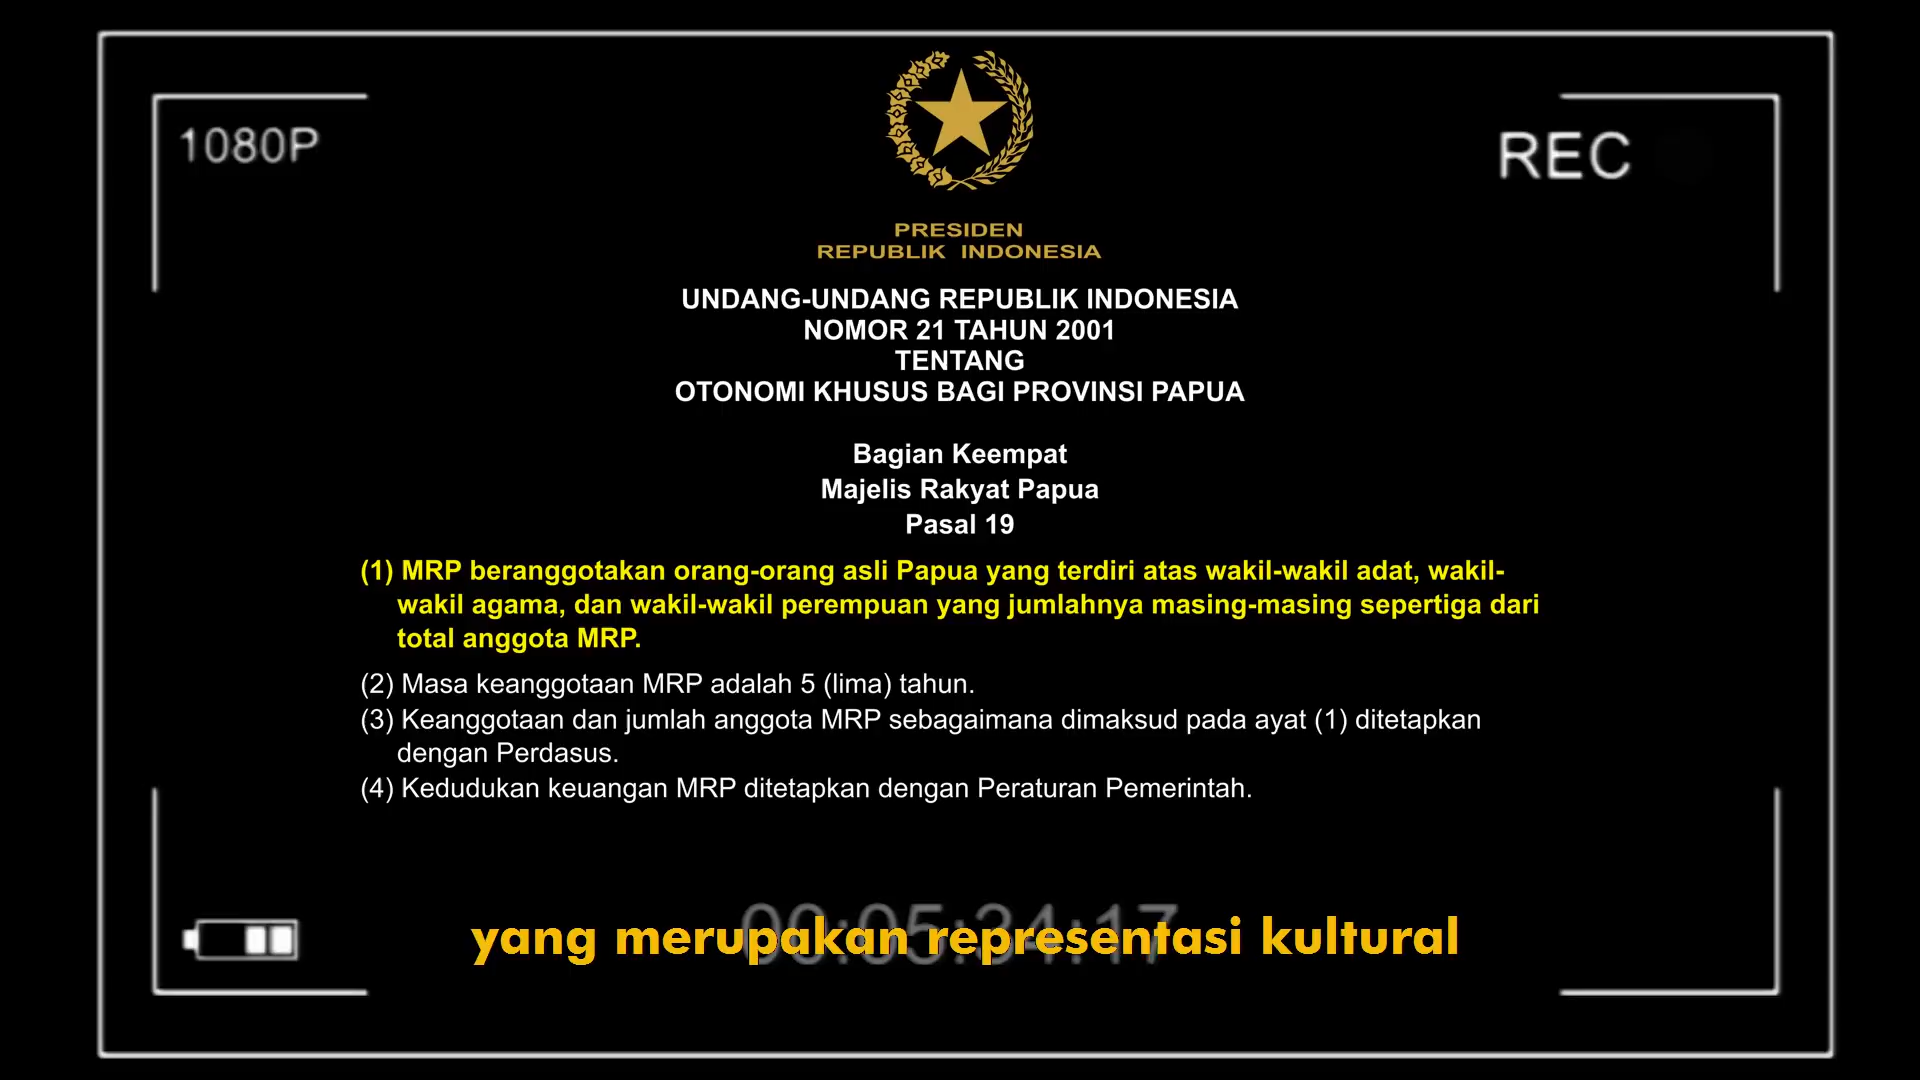 1080P
REC
PRESIDEN
REPUBLIK INDONESIA
UNDANG-UNDANG REPUBLIK INDONESIA
NOMOR 21 TAHUN 2001
TENTANG
OTONOMI KHUSUS BAGI PROVINSI PAPUA
Bagian Keempat
Majelis Rakyat Papua
Pasal 19
(1) MRP beranggotakan orang-orang asli Papua yang terdiri atas wakil-wakil adat, wakil-
wakil agama, dan wakil-wakil perempuan yang jumlahnya masing-masing sepertiga dari
total anggota MRP.
(2) Masa keanggotaan MRP adalah 5 (lima) tahun.
(3) Keanggotaan dan jumlah anggota MRP sebagaimana dimaksud pada ayat (1) ditetapkan
dengan Perdasus.
(4) Kedudukan keuangan MRP ditetapkan dengan Peraturan Pemerintah.
00:05:34:17
yang merupakan representasi kultural